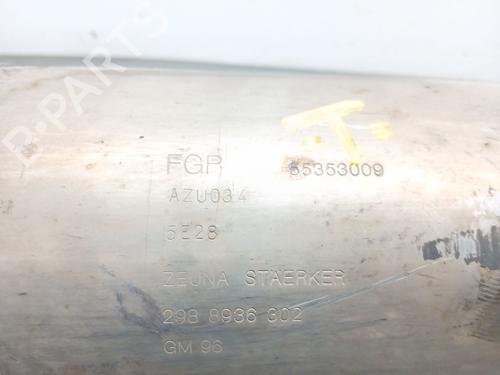 B-PARTS
FGP 55353009
AZU034
5E28
ZEUNA STAERKER
298 8936 302
GM 96